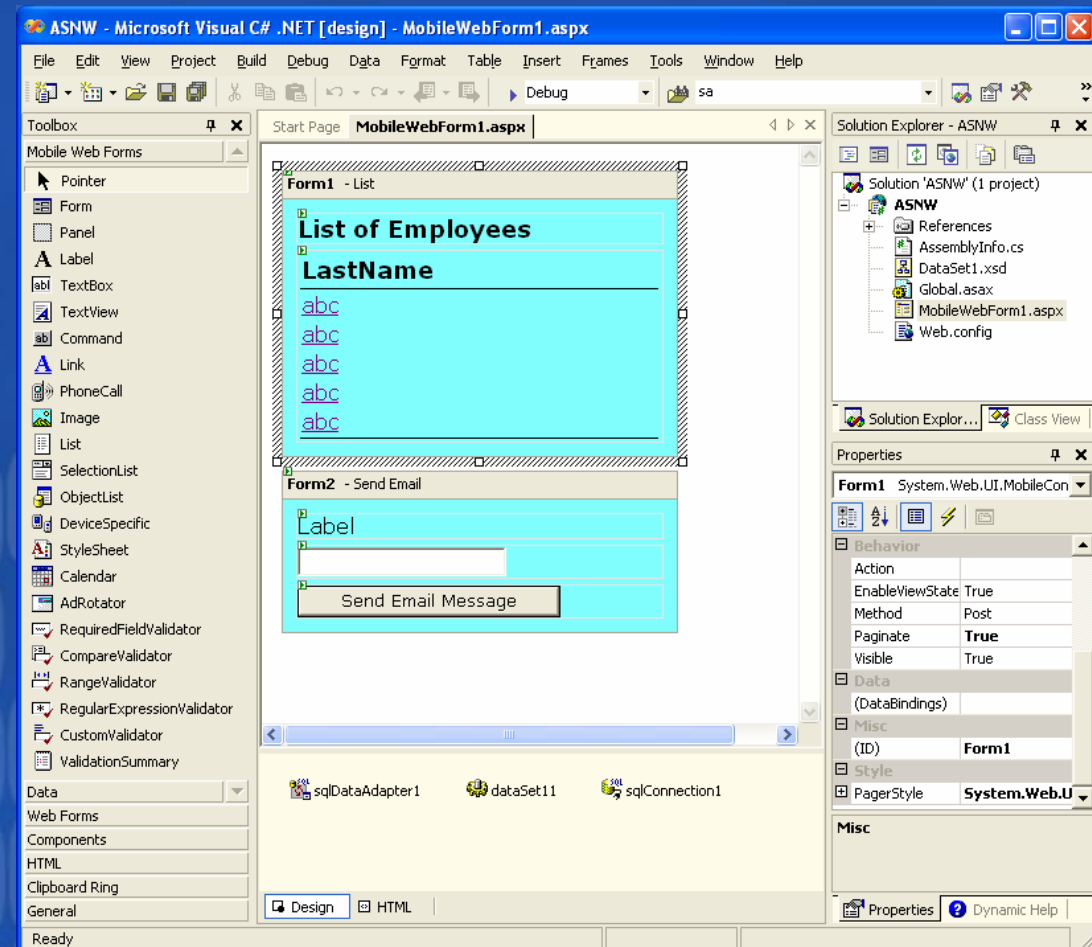 ASNW - Microsoft Visual C# .NET [design] - MobileWebForm1.aspx
File Edit View Project Build Debug Data Format Table Insert Frames Tools Window Help
Debug
sa
Toolbox
Mobile Web Forms
Pointer
Form
Panel
Label
TextBox
TextView
Command
Link
PhoneCall
Image
List
SelectionList
ObjectList
DeviceSpecific
StyleSheet
Calendar
AdRotator
RequiredFieldValidator
CompareValidator
RangeValidator
RegularExpressionValidator
CustomValidator
ValidationSummary
Data
Web Forms
Components
HTML
Clipboard Ring
General
Start Page MobileWebForm1.aspx
Form1 - List
List of Employees
LastName
abc
abc
abc
abc
abc
Form2 - Send Email
Label
Send Email Message
sqlDataAdapter1 dataSet11 sqlConnection1
Design HTML
Solution Explorer - ASNW
Solution 'ASNW' (1 project)
ASNW
References
AssemblyInfo.cs
DataSet1.xsd
Global.asax
MobileWebForm1.aspx
Web.config
Solution Explor... Class View
Properties
Form1 System.Web.UI.MobileCon
Behavior
Action
EnableViewState True
Method Post
Paginate True
Visible True
Data
(DataBindings)
Misc
(ID) Form1
Style
PagerStyle System.Web.U
Misc
Properties Dynamic Help
Ready